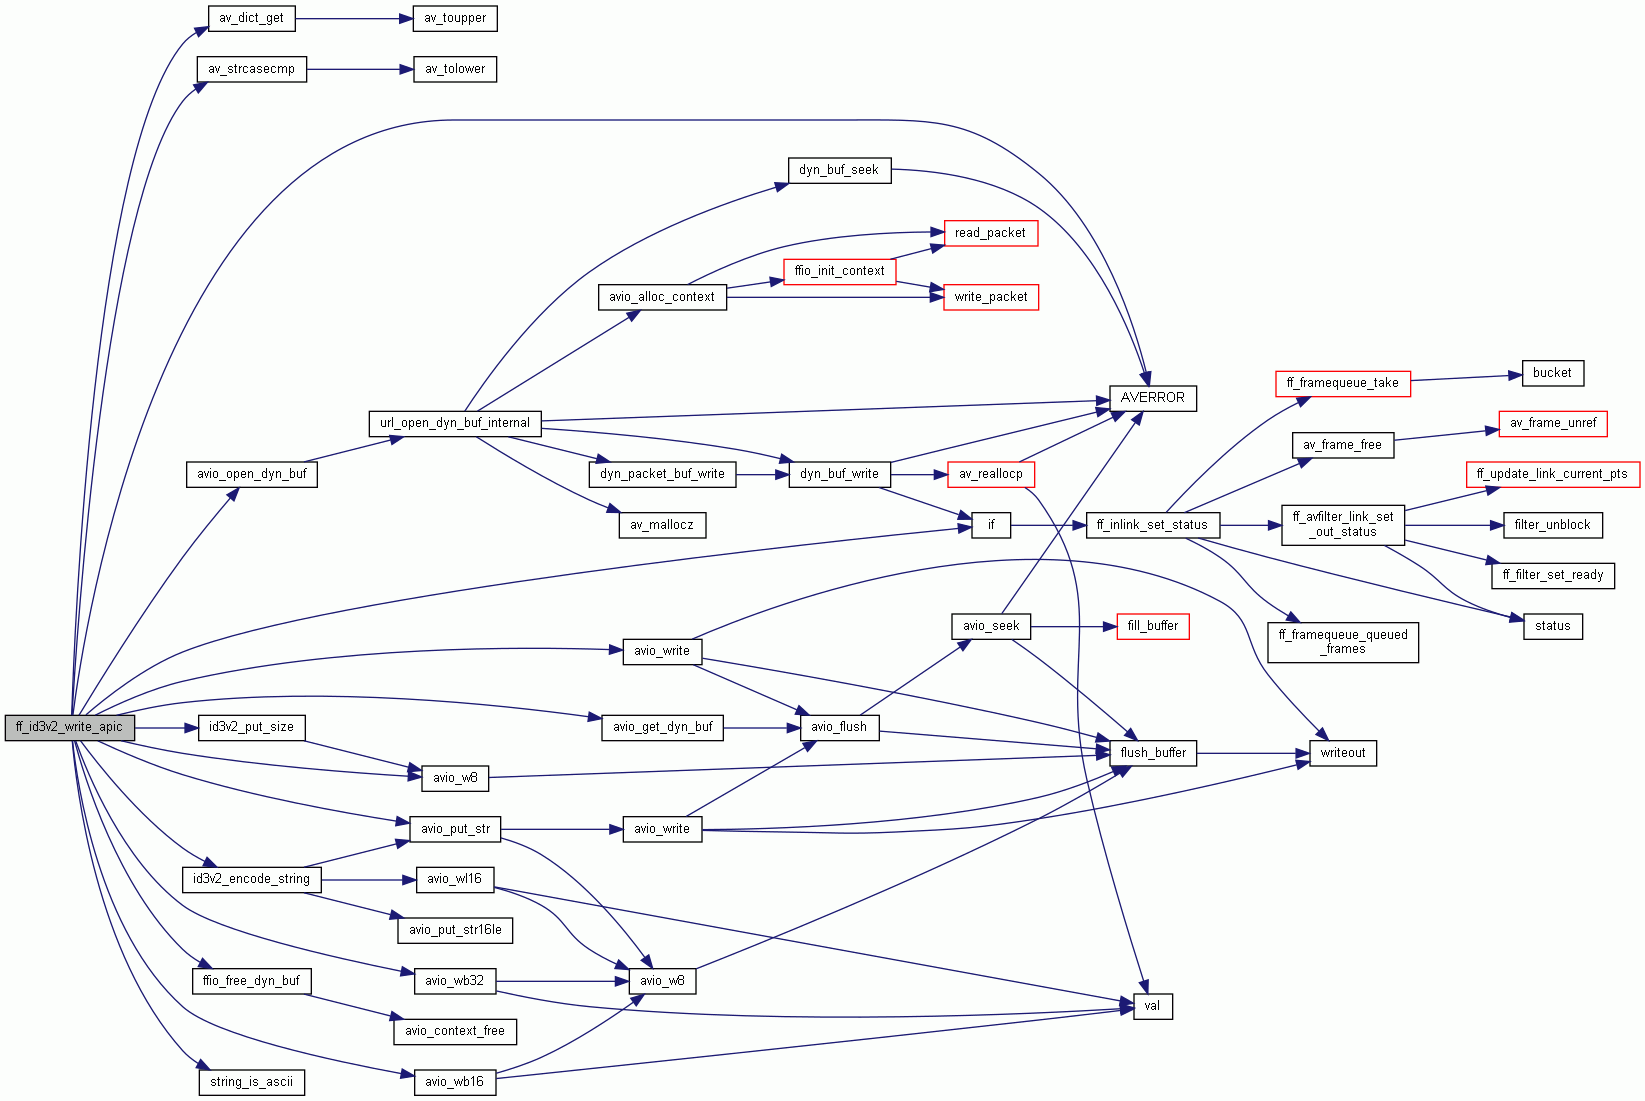 av_dict_get
av_toupper
av_strcasecmp
av_tolower
dyn_buf_seek
read_packet
ffio_init_context
avio_alloc_context
write_packet
bucket
ff_framequeue_take
AVERROR
url_open_dyn_buf_internal
av_frame_unref
av_frame_free
avio_open_dyn_buf
dyn_packet_buf_write
dyn_buf_write
av_reallocp
ff_update_link_current_pts
av_mallocz
if
ff_inlink_set_status
ff_avfilter_link_set
_out_status
filter_unblock
ff_filter_set_ready
avio_seek
fill_buffer
status
ff_framequeue_queued
_frames
avio_write
ff_id3v2_write_apic
id3v2_put_size
avio_get_dyn_buf
avio_flush
flush_buffer
writeout
avio_w8
avio_put_str
avio_write
id3v2_encode_string
avio_wl16
avio_put_str16le
ffio_free_dyn_buf
avio_wb32
avio_w8
val
avio_context_free
string_is_ascii
avio_wb16